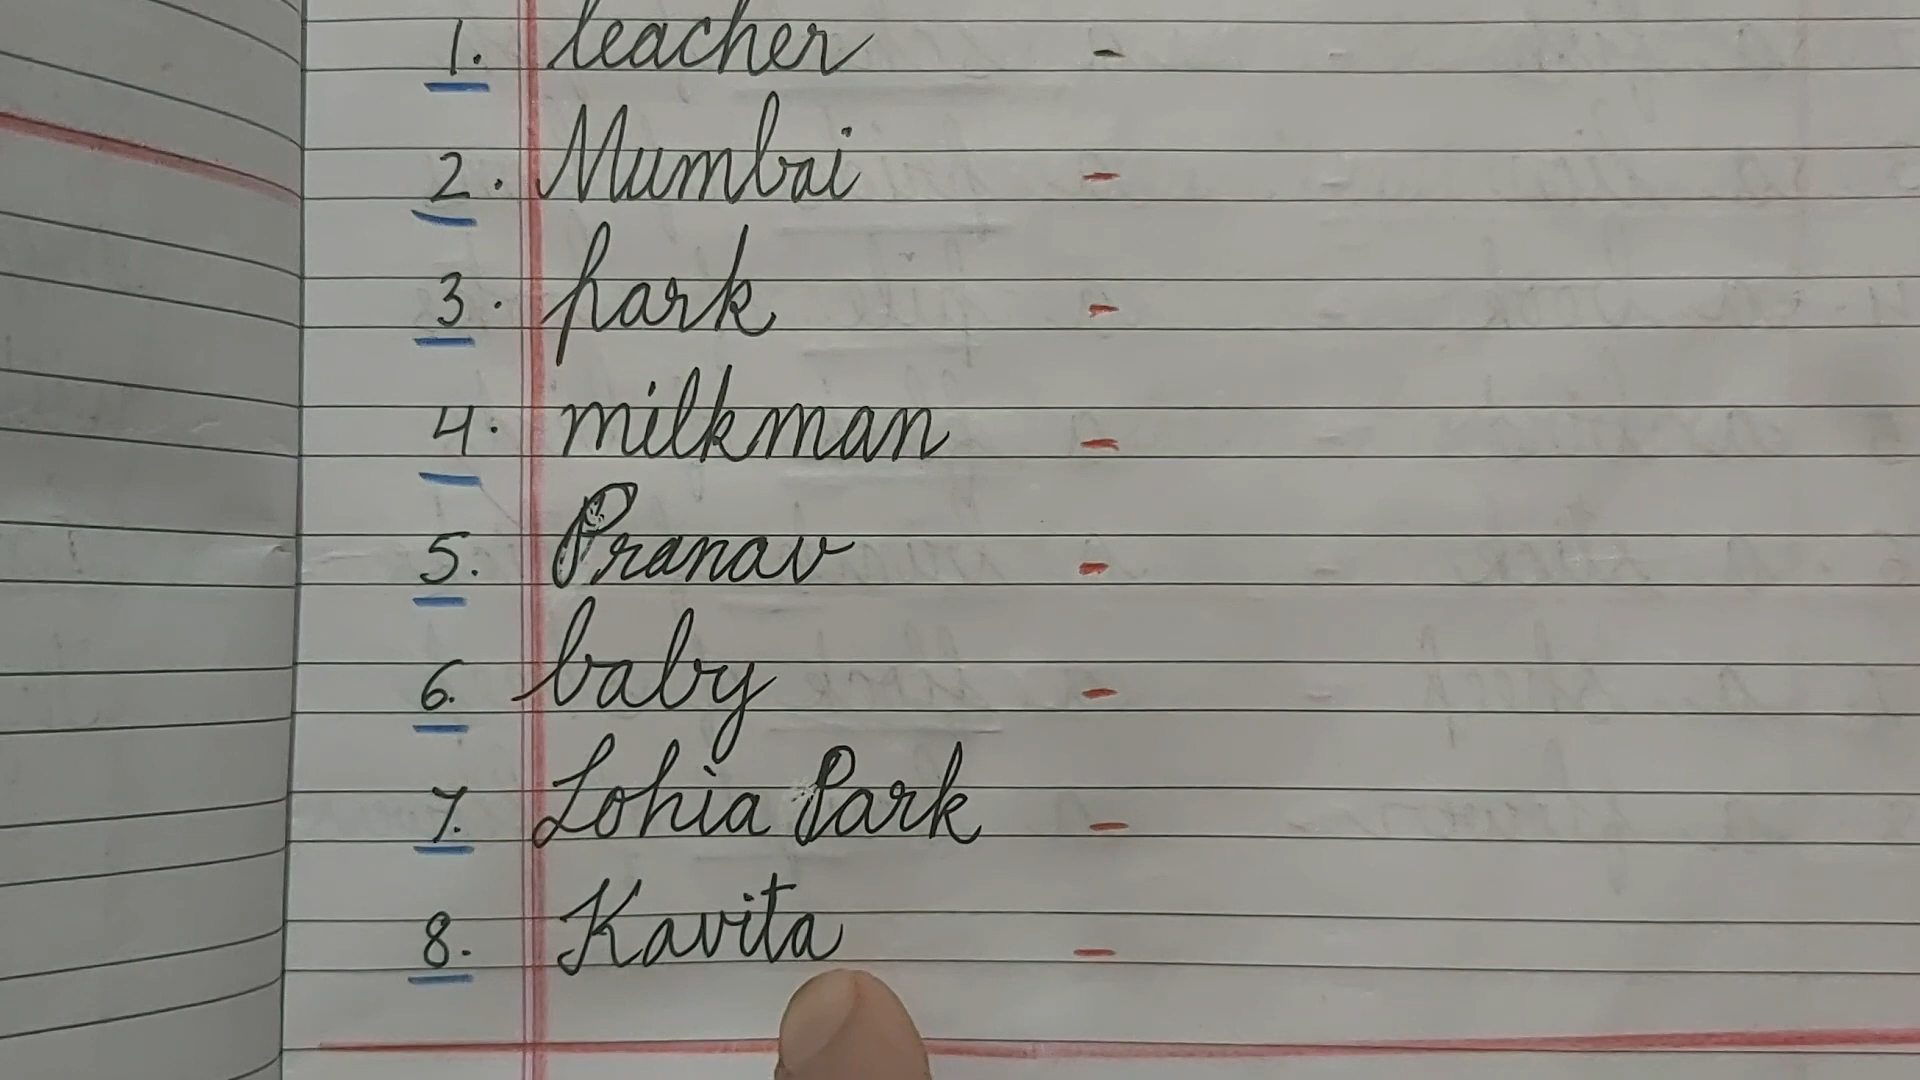 1. teacher -
2. Mumbai -
3. park -
4. milkman -
5. Pranav -
6. baby -
7. Lohia Park -
8. Kavita -